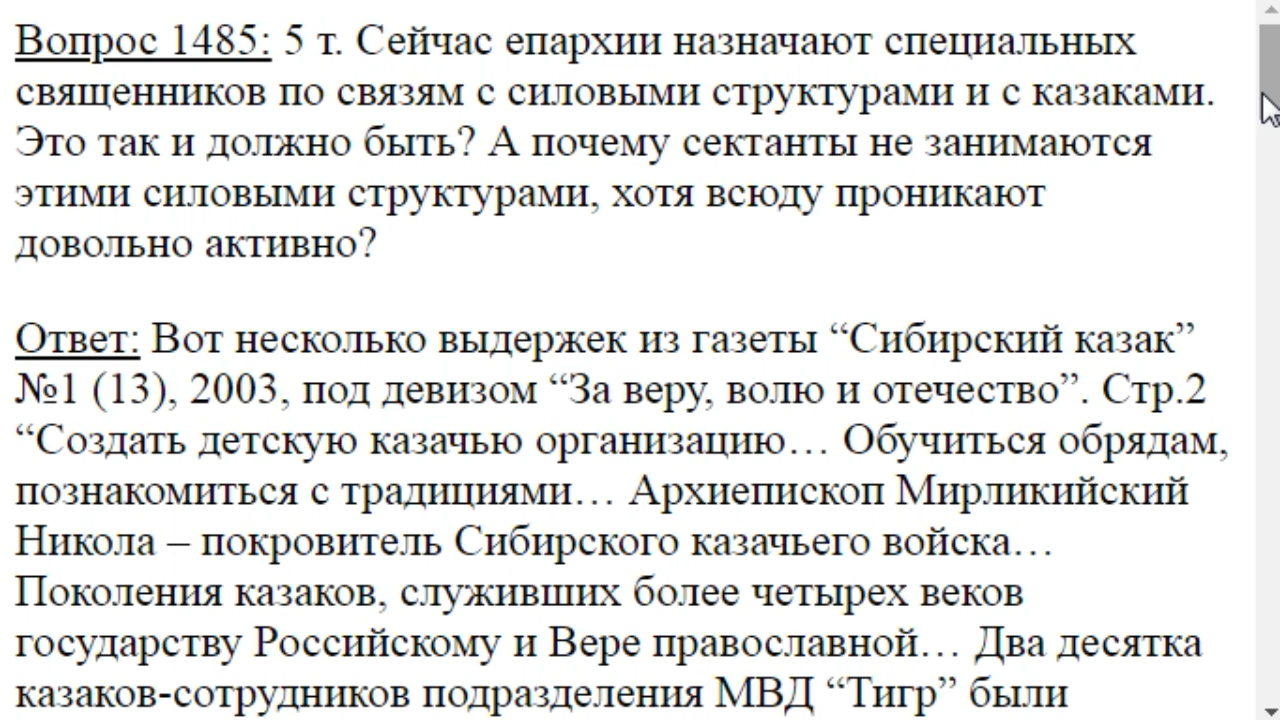 Вопрос 1485: 5 т. Сейчас епархии назначают специальных
священников по связям с силовыми структурами и с казаками.
Это так и должно быть? А почему сектанты не занимаются
этими силовыми структурами, хотя всюду проникают
довольно активно?
Ответ: Вот несколько выдержек из газеты “Сибирский казак”
№1 (13), 2003, под девизом “За веру, волю и отечество”. Стр.2
“Создать детскую казачью организацию… Обучиться обрядам,
познакомиться с традициями… Архиепископ Мирликийский
Никола – покровитель Сибирского казачьего войска…
Поколения казаков, служивших более четырех веков
государству Российскому и Вере православной… Два десятка
казаков-сотрудников подразделения МВД “Тигр” были